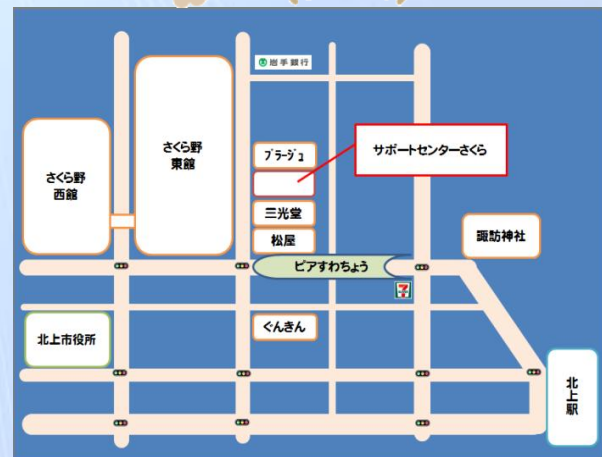 岩手銀行
プラージュ
サポートセンターさくら
さくら野
東館
さくら野
西館
三光堂
松屋
諏訪神社
ピアすわちょう
7
北上市役所
ぐんきん
北上駅